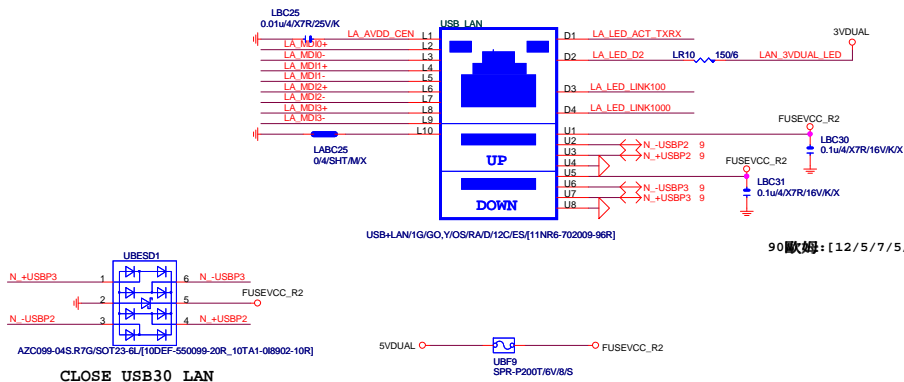 LBC25
0.01u/4/X7R/25V/K
USB_LAN
LA_AVDD_CEN L1
LA_MDI0+ L2
LA_MDI0- L3
LA_MDI1+ L4
LA_MDI1- L5
LA_MDI2+ L6
LA_MDI2- L7
LA_MDI3+ L8
LA_MDI3- L9
L10
LABC25
0/4/SHT/M/X
D1 LA_LED_ACT_TXRX
D2 LA_LED_D2 LR10 150/6 LAN_3VDUAL_LED
3VDUAL
D3 LA_LED_LINK100
D4 LA_LED_LINK1000
U1
U2 N_-USBP2 9
U3 N_+USBP2 9
U4
U5
U6 N_-USBP3 9
U7 N_+USBP3 9
U8
UP
DOWN
FUSEVCC_R2
LBC30
0.1u/4/X7R/16V/K/X
FUSEVCC_R2
LBC31
0.1u/4/X7R/16V/K/X
USB+LAN/1G/GO,Y/OS/RA/D/12C/ES/[11NR6-702009-96R]
90歐姆:[12/5/7/5/
UBESD1
N_+USBP3 1 6 N_-USBP3
2 5 FUSEVCC_R2
N_-USBP2 3 4 N_+USBP2
AZC099-04S.R7G/SOT23-6L/[10DEF-550099-20R_10TA1-0I8902-10R]
CLOSE USB30 LAN
5VDUAL FUSEVCC_R2
UBF9
SPR-P200T/6V/8/S